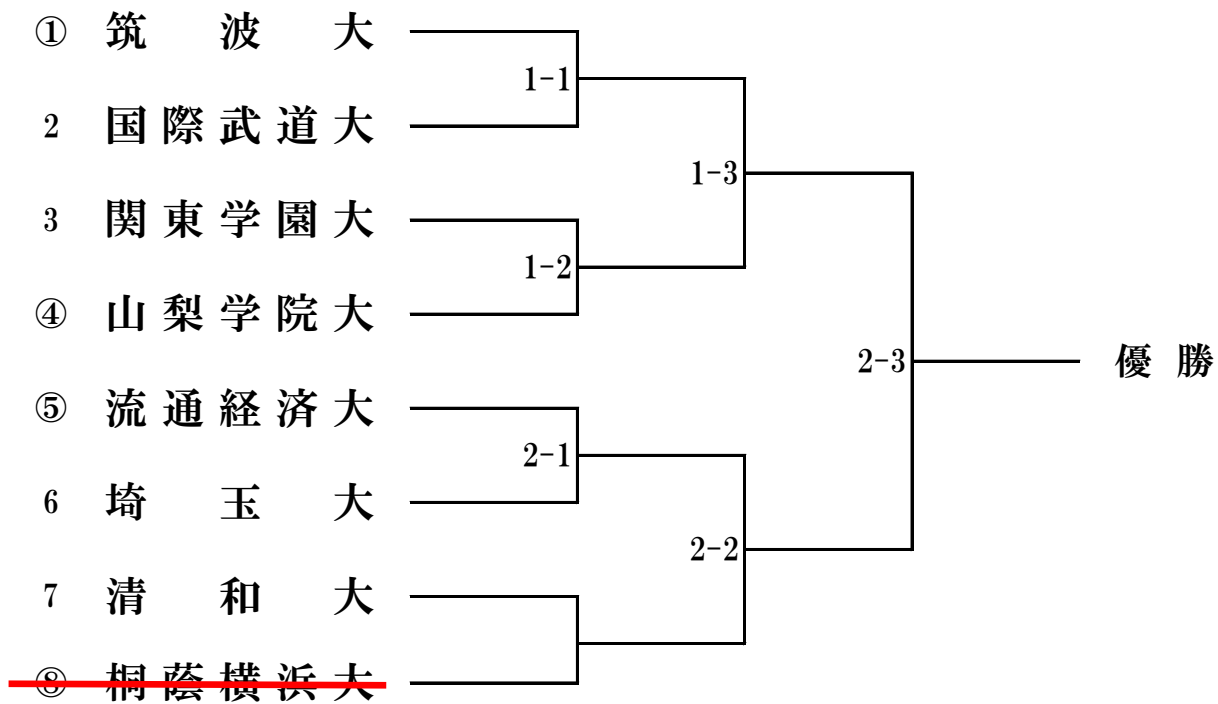 ① 筑波大
1-1
2 国際武道大
1-3
3 関東学園大
1-2
④ 山梨学院大
2-3 優勝
⑤ 流通経済大
2-1
6 埼玉大
2-2
7 清和大
⑧ 桐蔭横浜大